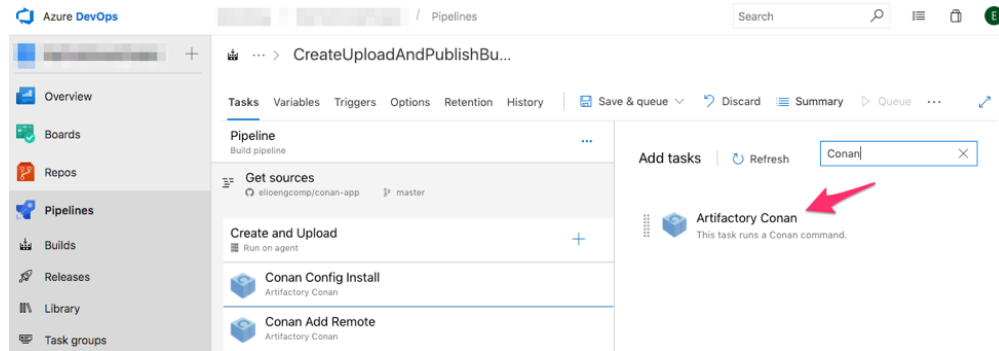 Azure DevOps
/ Pipelines
Search
E
+
... > CreateUploadAndPublishBu...
Overview
Boards
Repos
Pipelines
Builds
Releases
Library
Task groups
Tasks Variables Triggers Options Retention History
Save & queue
Discard
Summary
Queue
...
Pipeline
...
Build pipeline
Get sources
elioengcomp/conan-app
master
Create and Upload
+
Run on agent
Conan Config Install
Artifactory Conan
Conan Add Remote
Artifactory Conan
Add tasks
Refresh
Conan
Artifactory Conan
This task runs a Conan command.